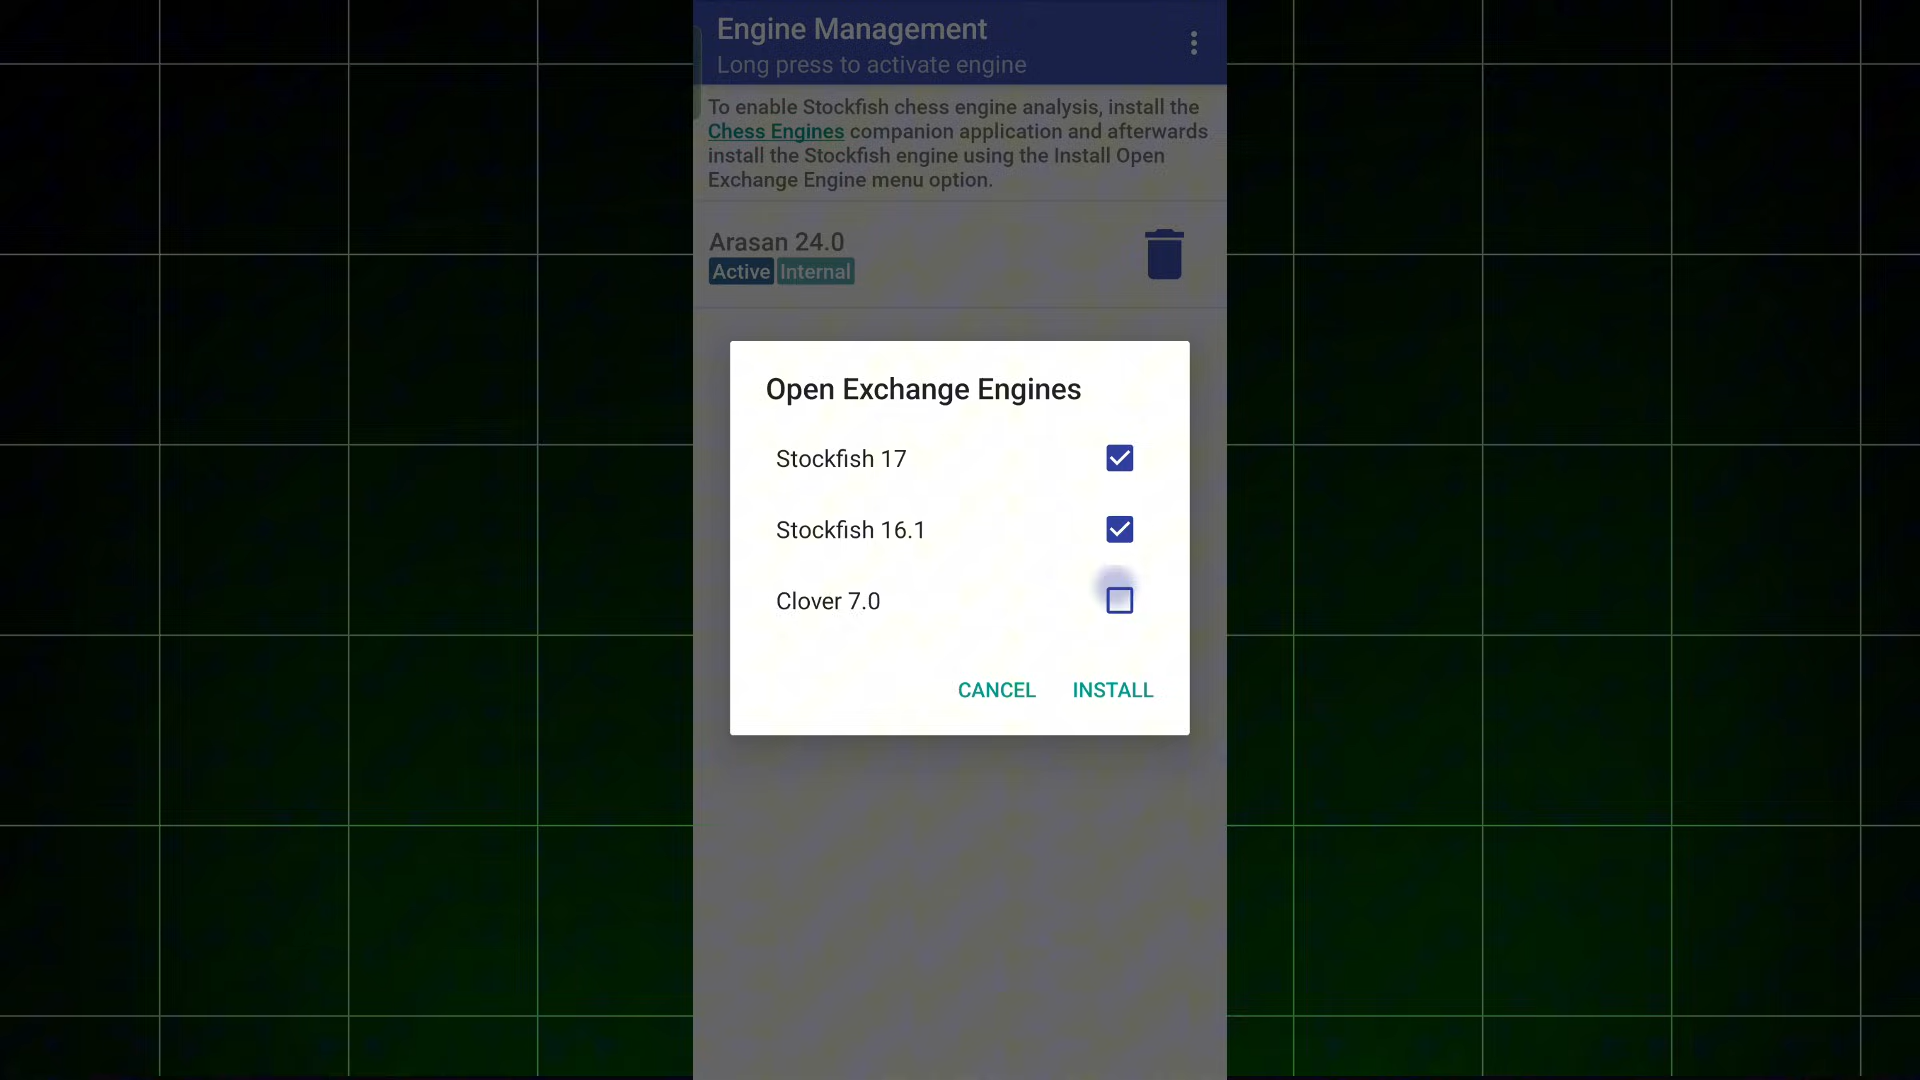 Engine Management
Long press to activate engine
To enable Stockfish chess engine analysis, install the
Chess Engines companion application and afterwards
install the Stockfish engine using the Install Open
Exchange Engine menu option.
Arasan 24.0
Active Internal
Open Exchange Engines
Stockfish 17
Stockfish 16.1
Clover 7.0
CANCEL INSTALL